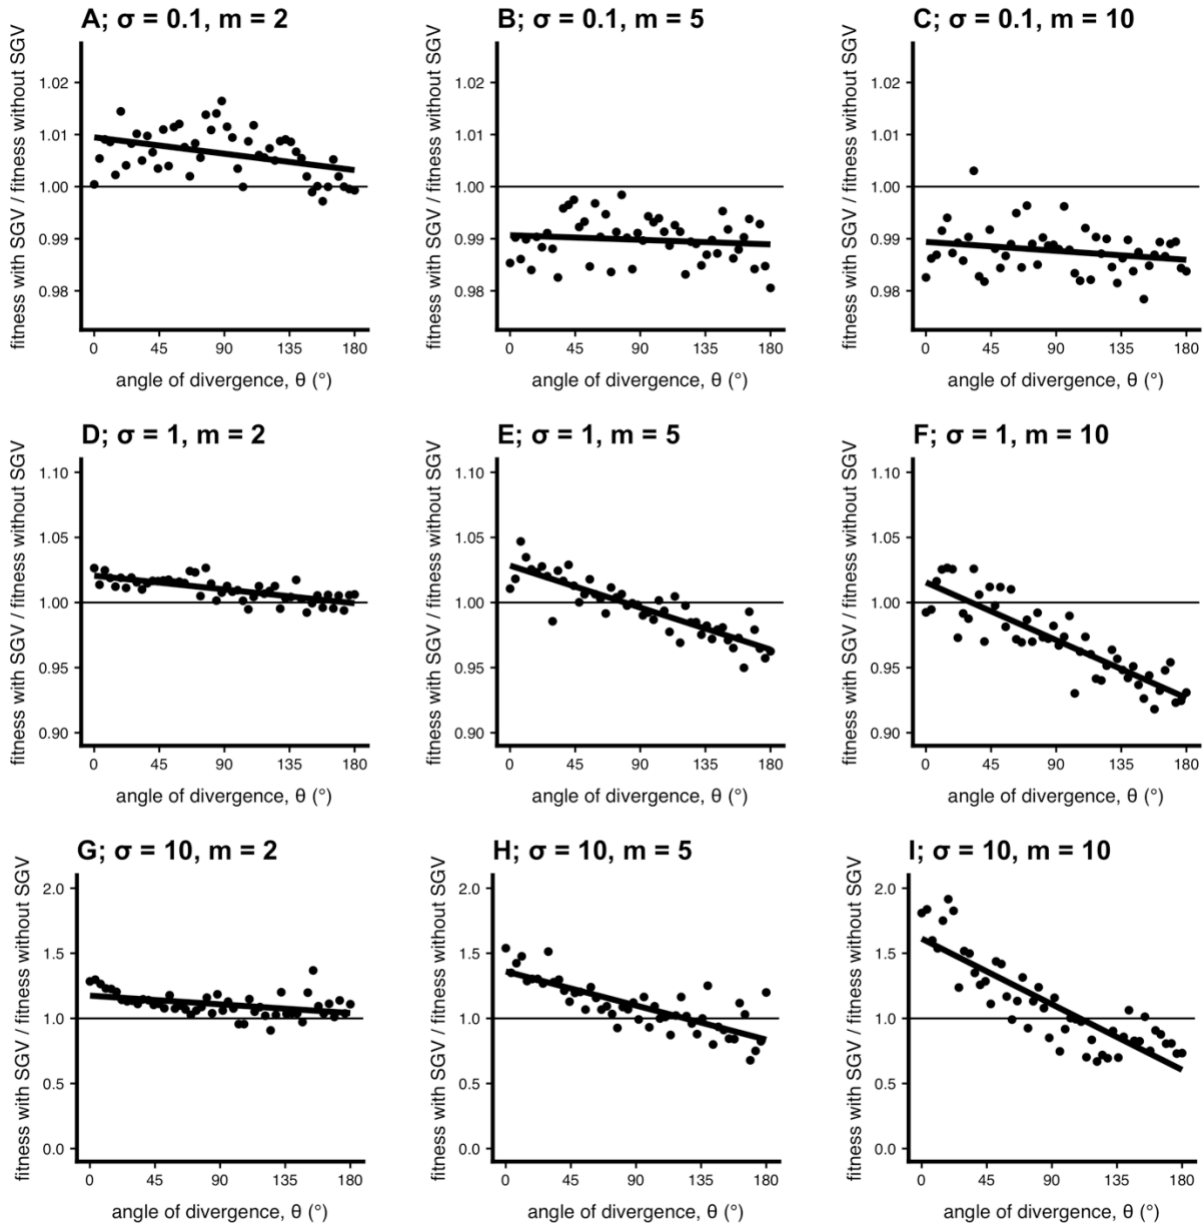 A; σ = 0.1, m = 2
fitness with SGV / fitness without SGV
1.02
1.01
1.00
0.99
0.98
0 45 90 135 180
angle of divergence, θ (°)
B; σ = 0.1, m = 5
fitness with SGV / fitness without SGV
1.02
1.01
1.00
0.99
0.98
0 45 90 135 180
angle of divergence, θ (°)
C; σ = 0.1, m = 10
fitness with SGV / fitness without SGV
1.02
1.01
1.00
0.99
0.98
0 45 90 135 180
angle of divergence, θ (°)
D; σ = 1, m = 2
fitness with SGV / fitness without SGV
1.10
1.05
1.00
0.95
0.90
0 45 90 135 180
angle of divergence, θ (°)
E; σ = 1, m = 5
fitness with SGV / fitness without SGV
1.10
1.05
1.00
0.95
0.90
0 45 90 135 180
angle of divergence, θ (°)
F; σ = 1, m = 10
fitness with SGV / fitness without SGV
1.10
1.05
1.00
0.95
0.90
0 45 90 135 180
angle of divergence, θ (°)
G; σ = 10, m = 2
fitness with SGV / fitness without SGV
2.0
1.5
1.0
0.5
0.0
0 45 90 135 180
angle of divergence, θ (°)
H; σ = 10, m = 5
fitness with SGV / fitness without SGV
2.0
1.5
1.0
0.5
0.0
0 45 90 135 180
angle of divergence, θ (°)
I; σ = 10, m = 10
fitness with SGV / fitness without SGV
2.0
1.5
1.0
0.5
0.0
0 45 90 135 180
angle of divergence, θ (°)